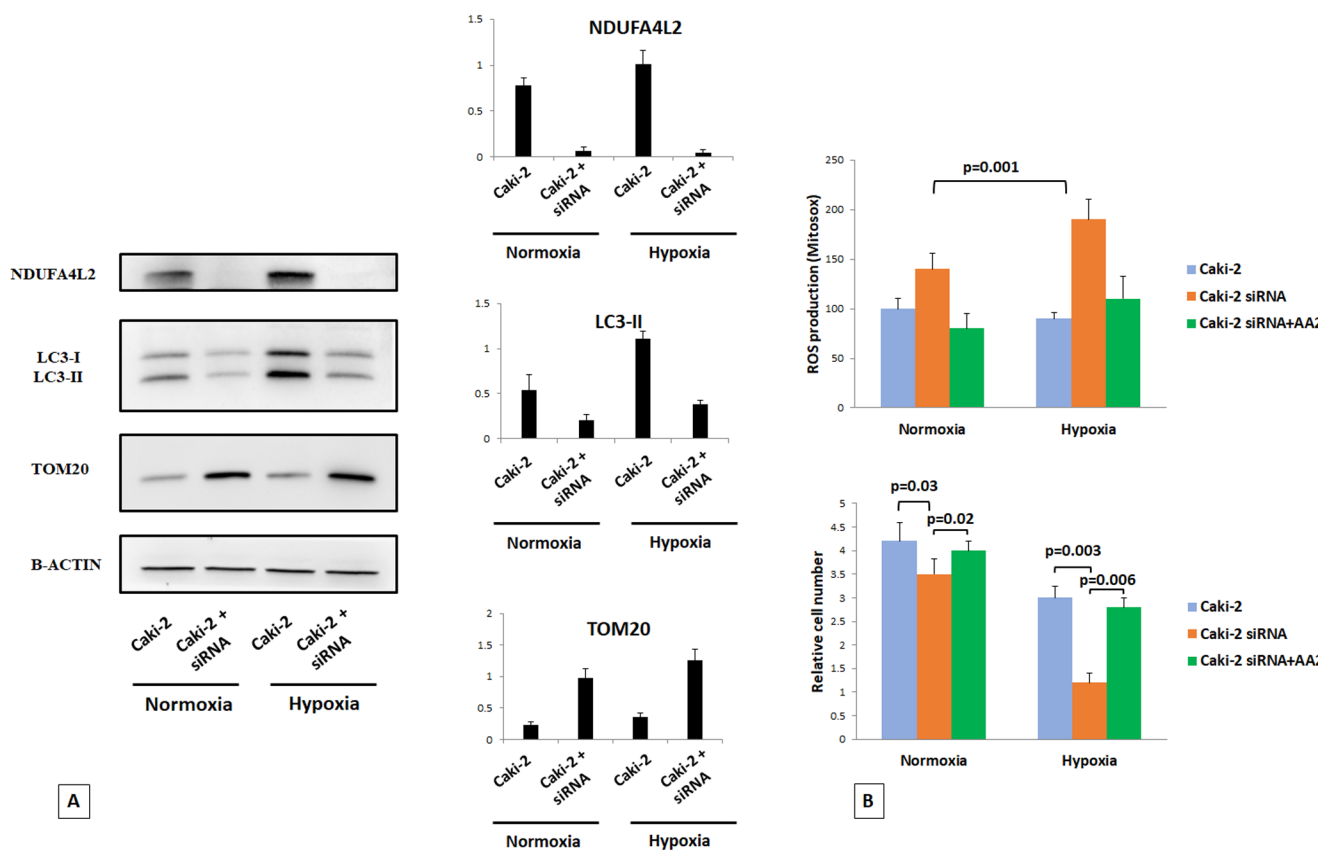 NDUFA4L2
LC3-I
LC3-II
TOM20
B-ACTIN
Caki-2
Caki-2 +
siRNA
Caki-2
Caki-2 +
siRNA
Normoxia
Hypoxia
A
NDUFA4L2
1.5
1
0.5
0
Caki-2
Caki-2 +
siRNA
Caki-2
Caki-2 +
siRNA
Normoxia
Hypoxia
LC3-II
1.5
1
0.5
0
Caki-2
Caki-2 +
siRNA
Caki-2
Caki-2 +
siRNA
Normoxia
Hypoxia
TOM20
2
1.5
1
0.5
0
Caki-2
Caki-2 +
siRNA
Caki-2
Caki-2 +
siRNA
Normoxia
Hypoxia
ROS production (Mitosox)
250
200
150
100
50
0
p=0.001
Normoxia
Hypoxia
Caki-2
Caki-2 siRNA
Caki-2 siRNA+AA2
Relative cell number
5
4.5
4
3.5
3
2.5
2
1.5
1
0.5
0
p=0.03
p=0.02
p=0.003
p=0.006
Normoxia
Hypoxia
Caki-2
Caki-2 siRNA
Caki-2 siRNA+AA2
B